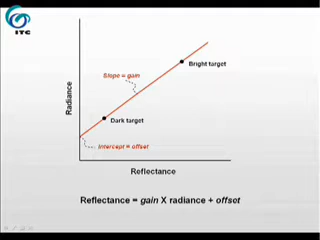 ITC
Slope = gain
Bright target
Radiance
Dark target
Intercept = offset
Reflectance
Reflectance = gain X radiance + offset